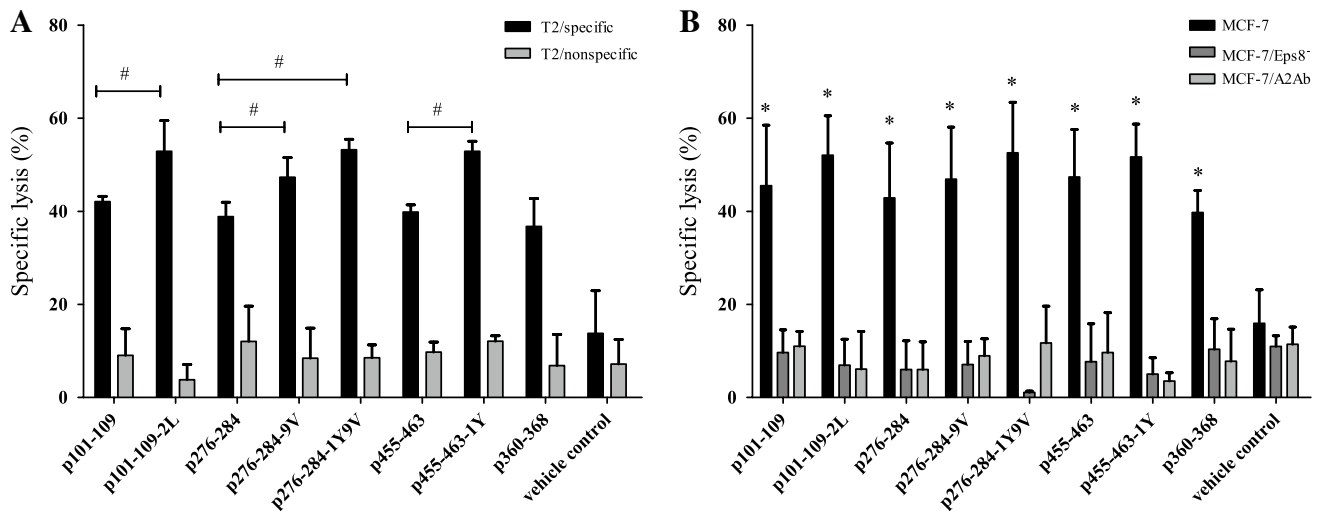 A
80
60
40
20
0
Specific lysis (%)
T2/specific
T2/nonspecific
#
#
#
#
p101-109
p101-109-2L
p276-284
p276-284-9V
p276-284-1Y9V
p455-463
p455-463-1Y
p360-368
vehicle control
B
80
60
40
20
0
Specific lysis (%)
MCF-7
MCF-7/Eps8-
MCF-7/A2Ab
*
*
*
*
*
*
*
*
p101-109
p101-109-2L
p276-284
p276-284-9V
p276-284-1Y9V
p455-463
p455-463-1Y
p360-368
vehicle control